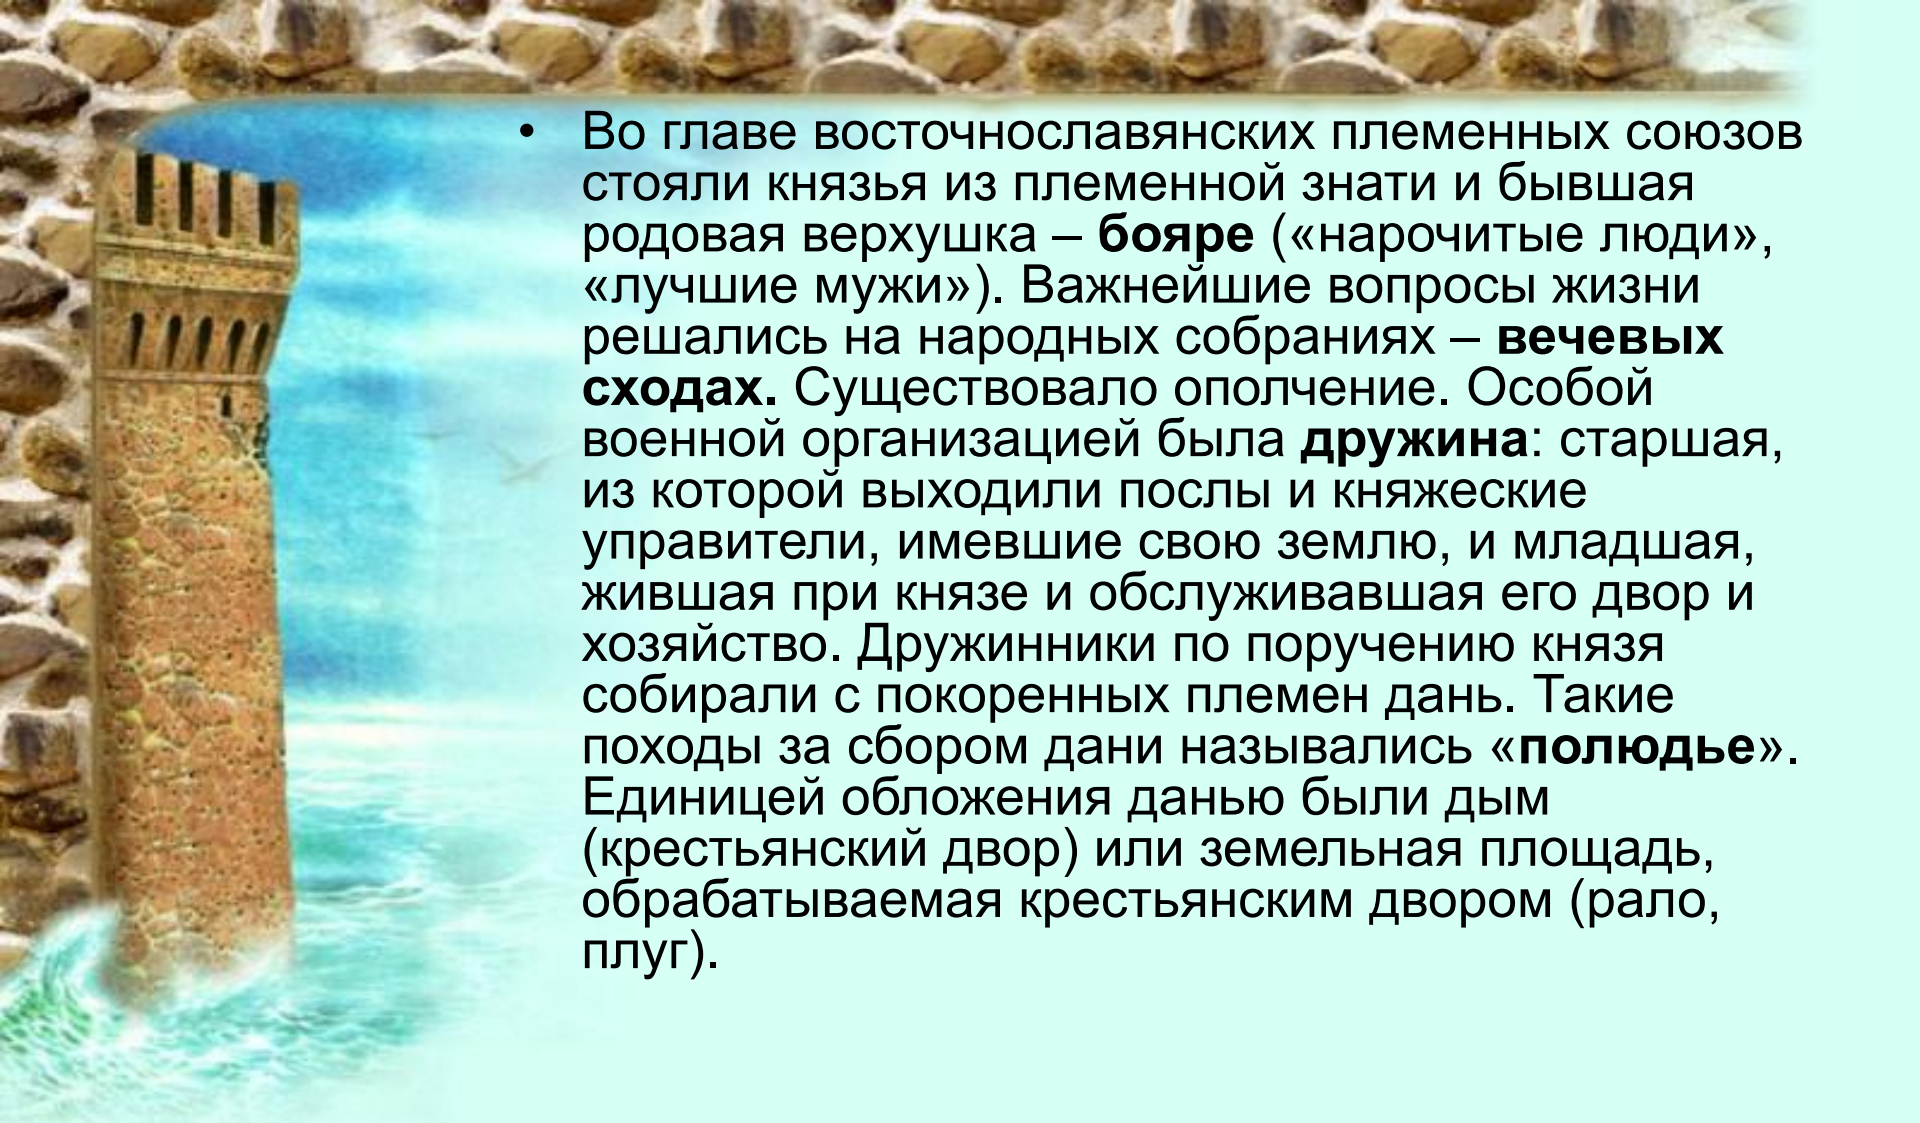 • Во главе восточнославянских племенных союзов
стояли князья из племенной знати и бывшая
родовая верхушка – бояре («нарочитые люди»,
«лучшие мужи»). Важнейшие вопросы жизни
решались на народных собраниях – вечевых
сходах. Существовало ополчение. Особой
военной организацией была дружина: старшая,
из которой выходили послы и княжеские
управители, имевшие свою землю, и младшая,
жившая при князе и обслуживавшая его двор и
хозяйство. Дружинники по поручению князя
собирали с покоренных племен дань. Такие
походы за сбором дани назывались «полюдье».
Единицей обложения данью были дым
(крестьянский двор) или земельная площадь,
обрабатываемая крестьянским двором (рало,
плуг).